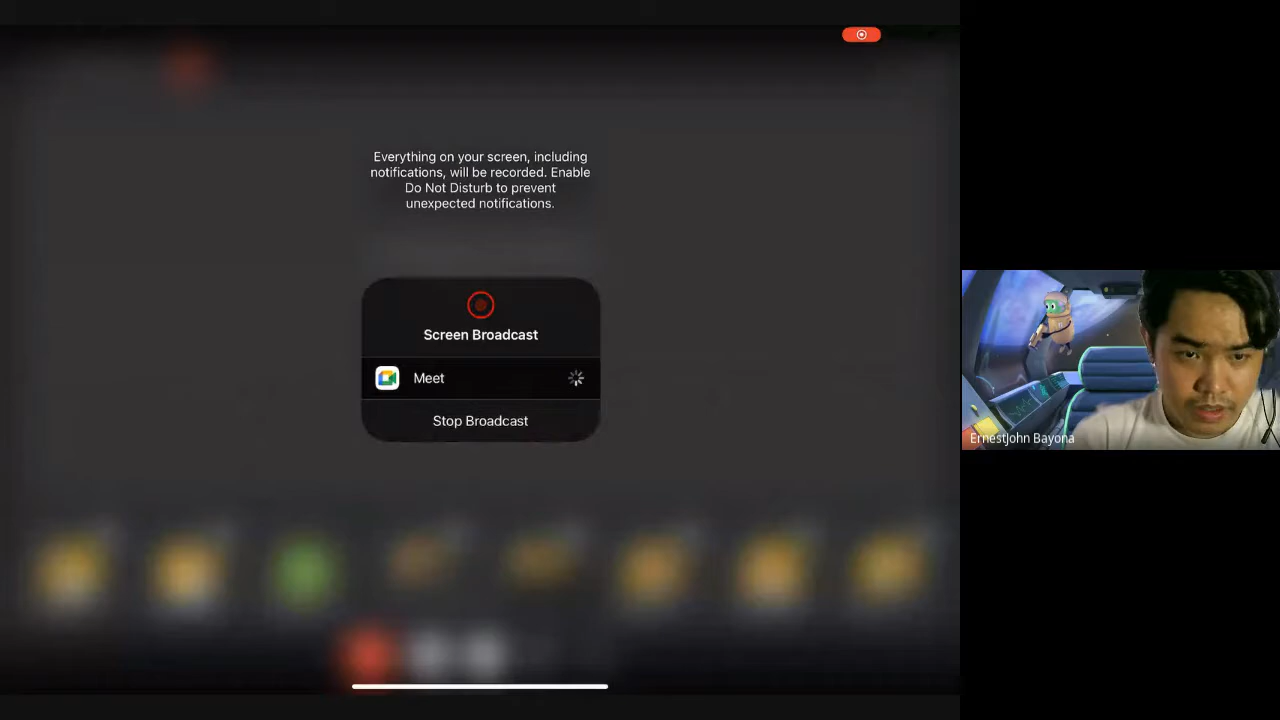 Everything on your screen, including
notifications, will be recorded. Enable
Do Not Disturb to prevent
unexpected notifications.
Screen Broadcast
Meet
Stop Broadcast
ErnestJohn Bayona